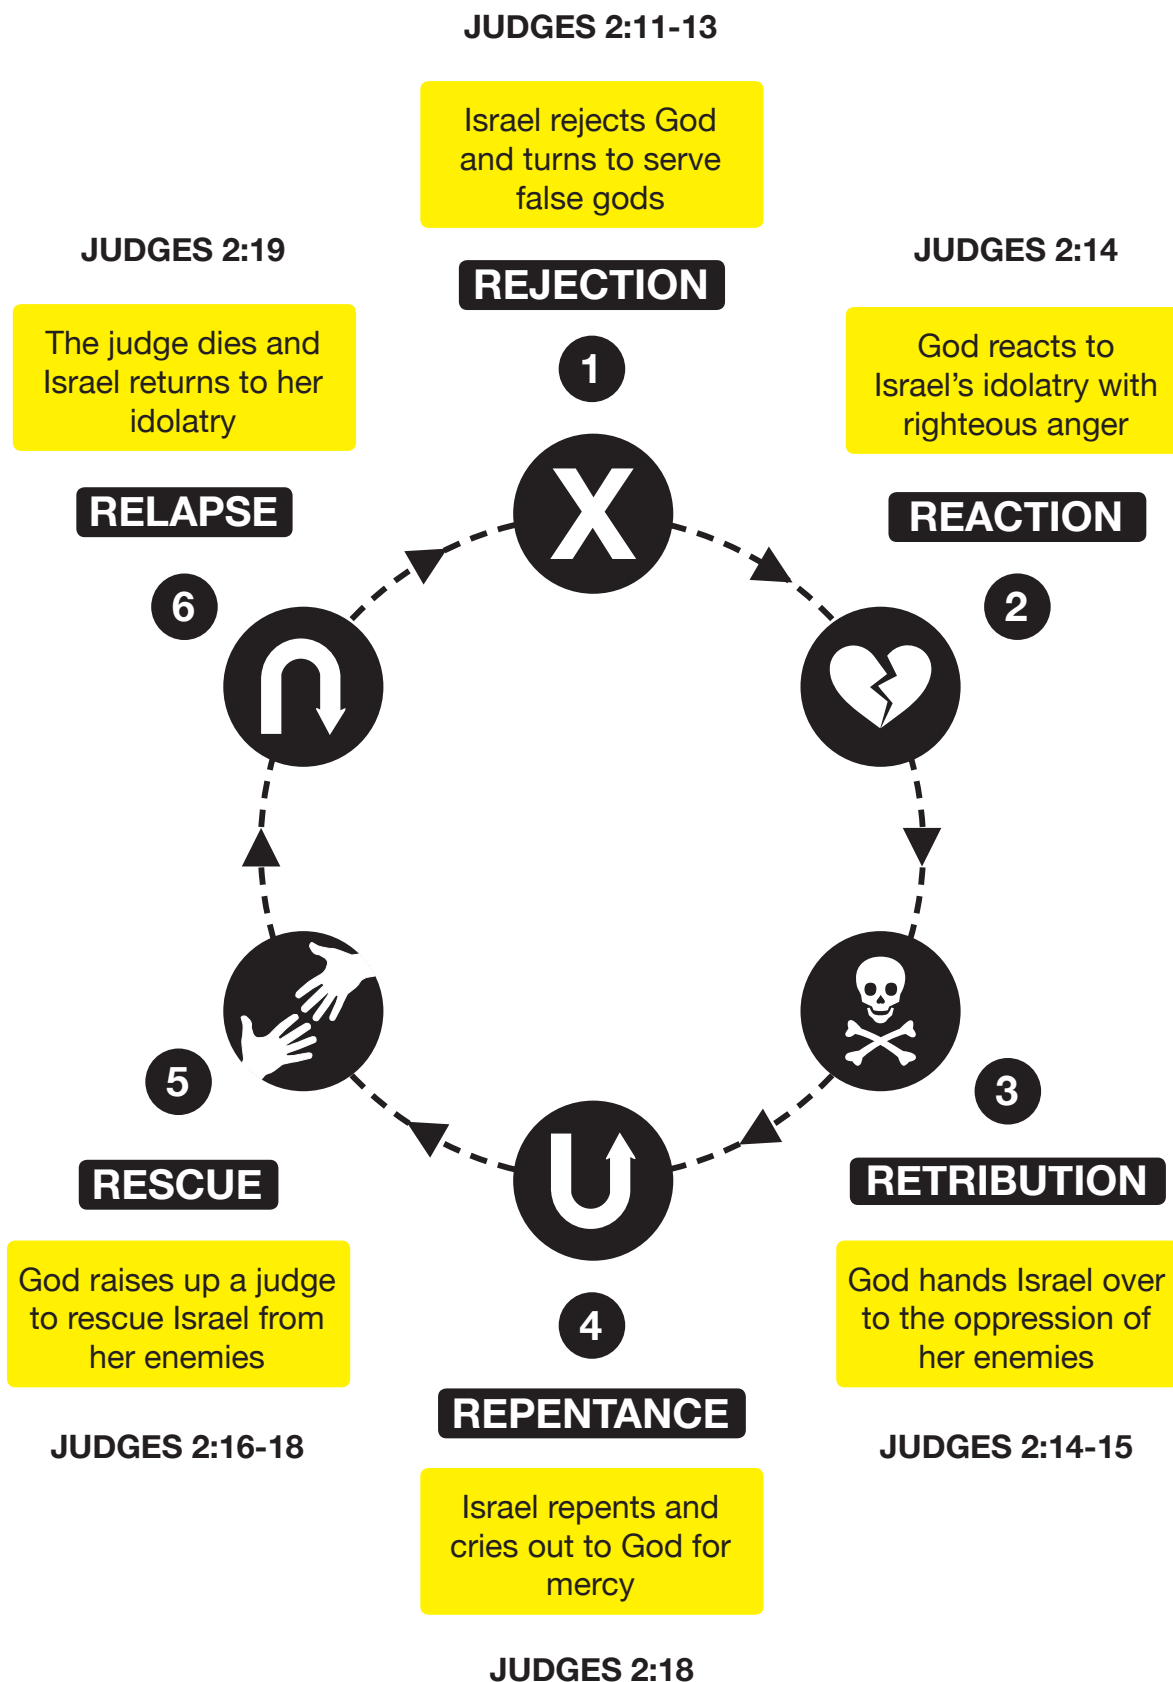 JUDGES 2:11-13
Israel rejects God
and turns to serve
false gods
REJECTION
1
X
JUDGES 2:14
God reacts to
Israel's idolatry with
righteous anger
REACTION
2
3
RETRIBUTION
God hands Israel over
to the oppression of
her enemies
JUDGES 2:14-15
4
REPENTANCE
Israel repents and
cries out to God for
mercy
JUDGES 2:18
5
RESCUE
God raises up a judge
to rescue Israel from
her enemies
JUDGES 2:16-18
JUDGES 2:19
The judge dies and
Israel returns to her
idolatry
RELAPSE
6